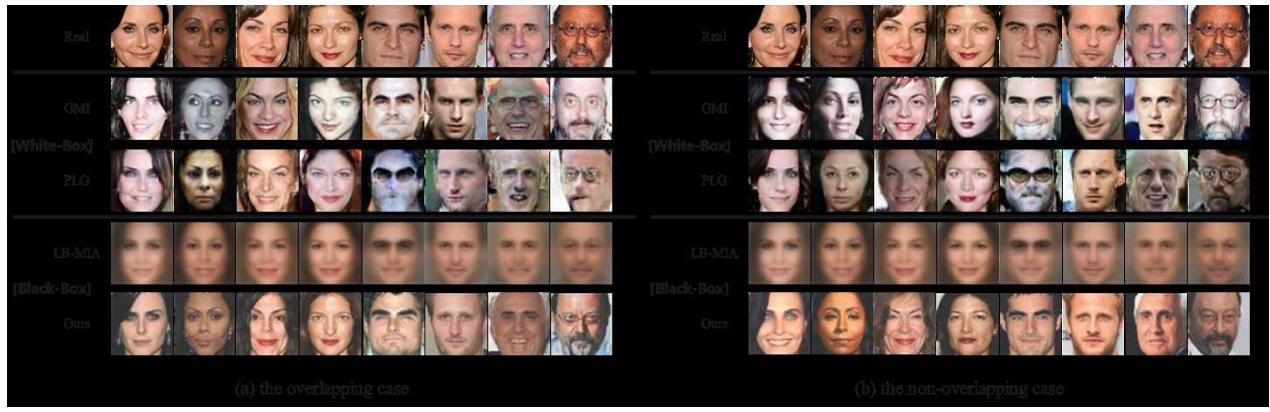 Real
GMI
[White-Box]
PLG
LB-MIA
[Black-Box]
Ours
(a) the overlapping case
Real
GMI
[White-Box]
PLG
LB-MIA
[Black-Box]
Ours
(b) the non-overlapping case